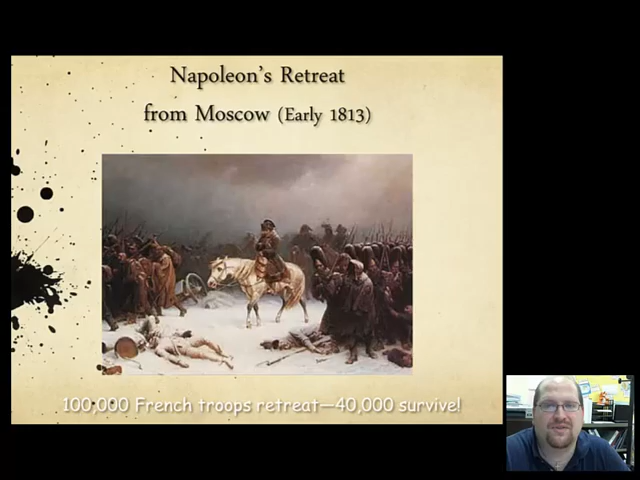 Napoleon's Retreat
from Moscow (Early 1813)
100,000 French troops retreat—40,000 survive!